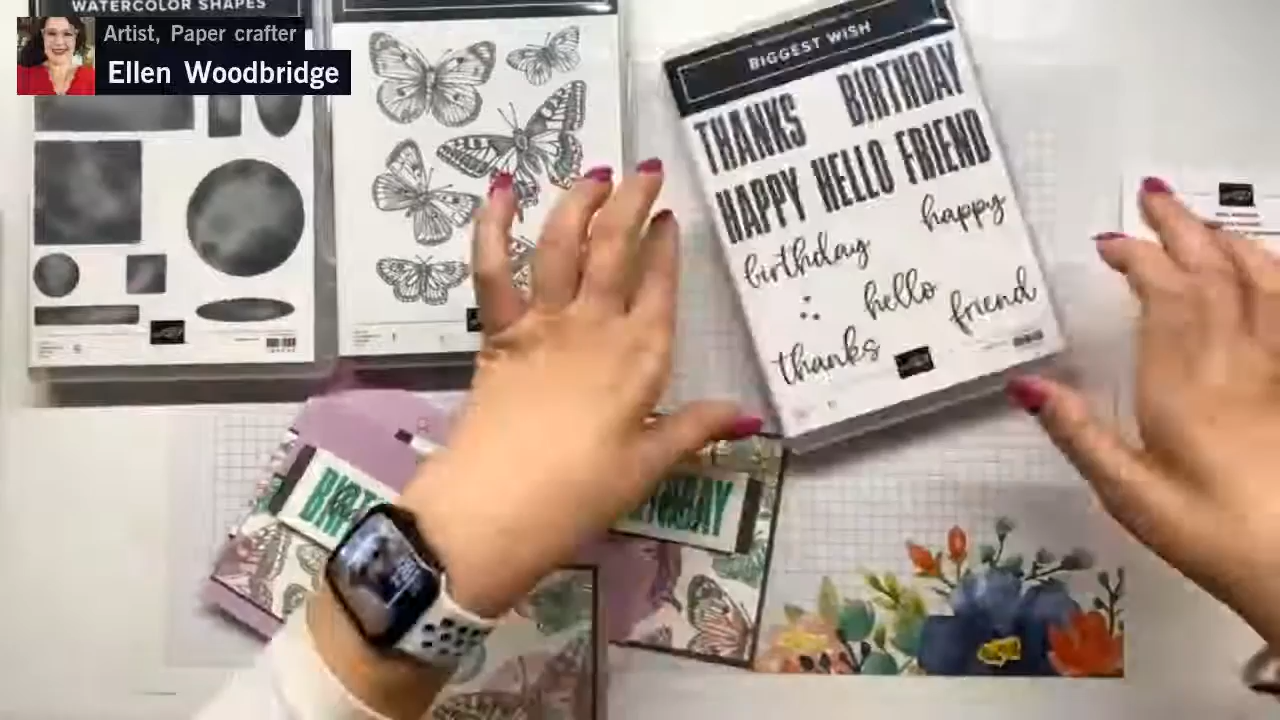 WATERCOLOR SHAPES
Artist, Paper crafter
Ellen Woodbridge
BIGGEST WISH
THANKS BIRTHDAY
HAPPY HELLO FRIEND
happy
birthday
hello
friend
thanks